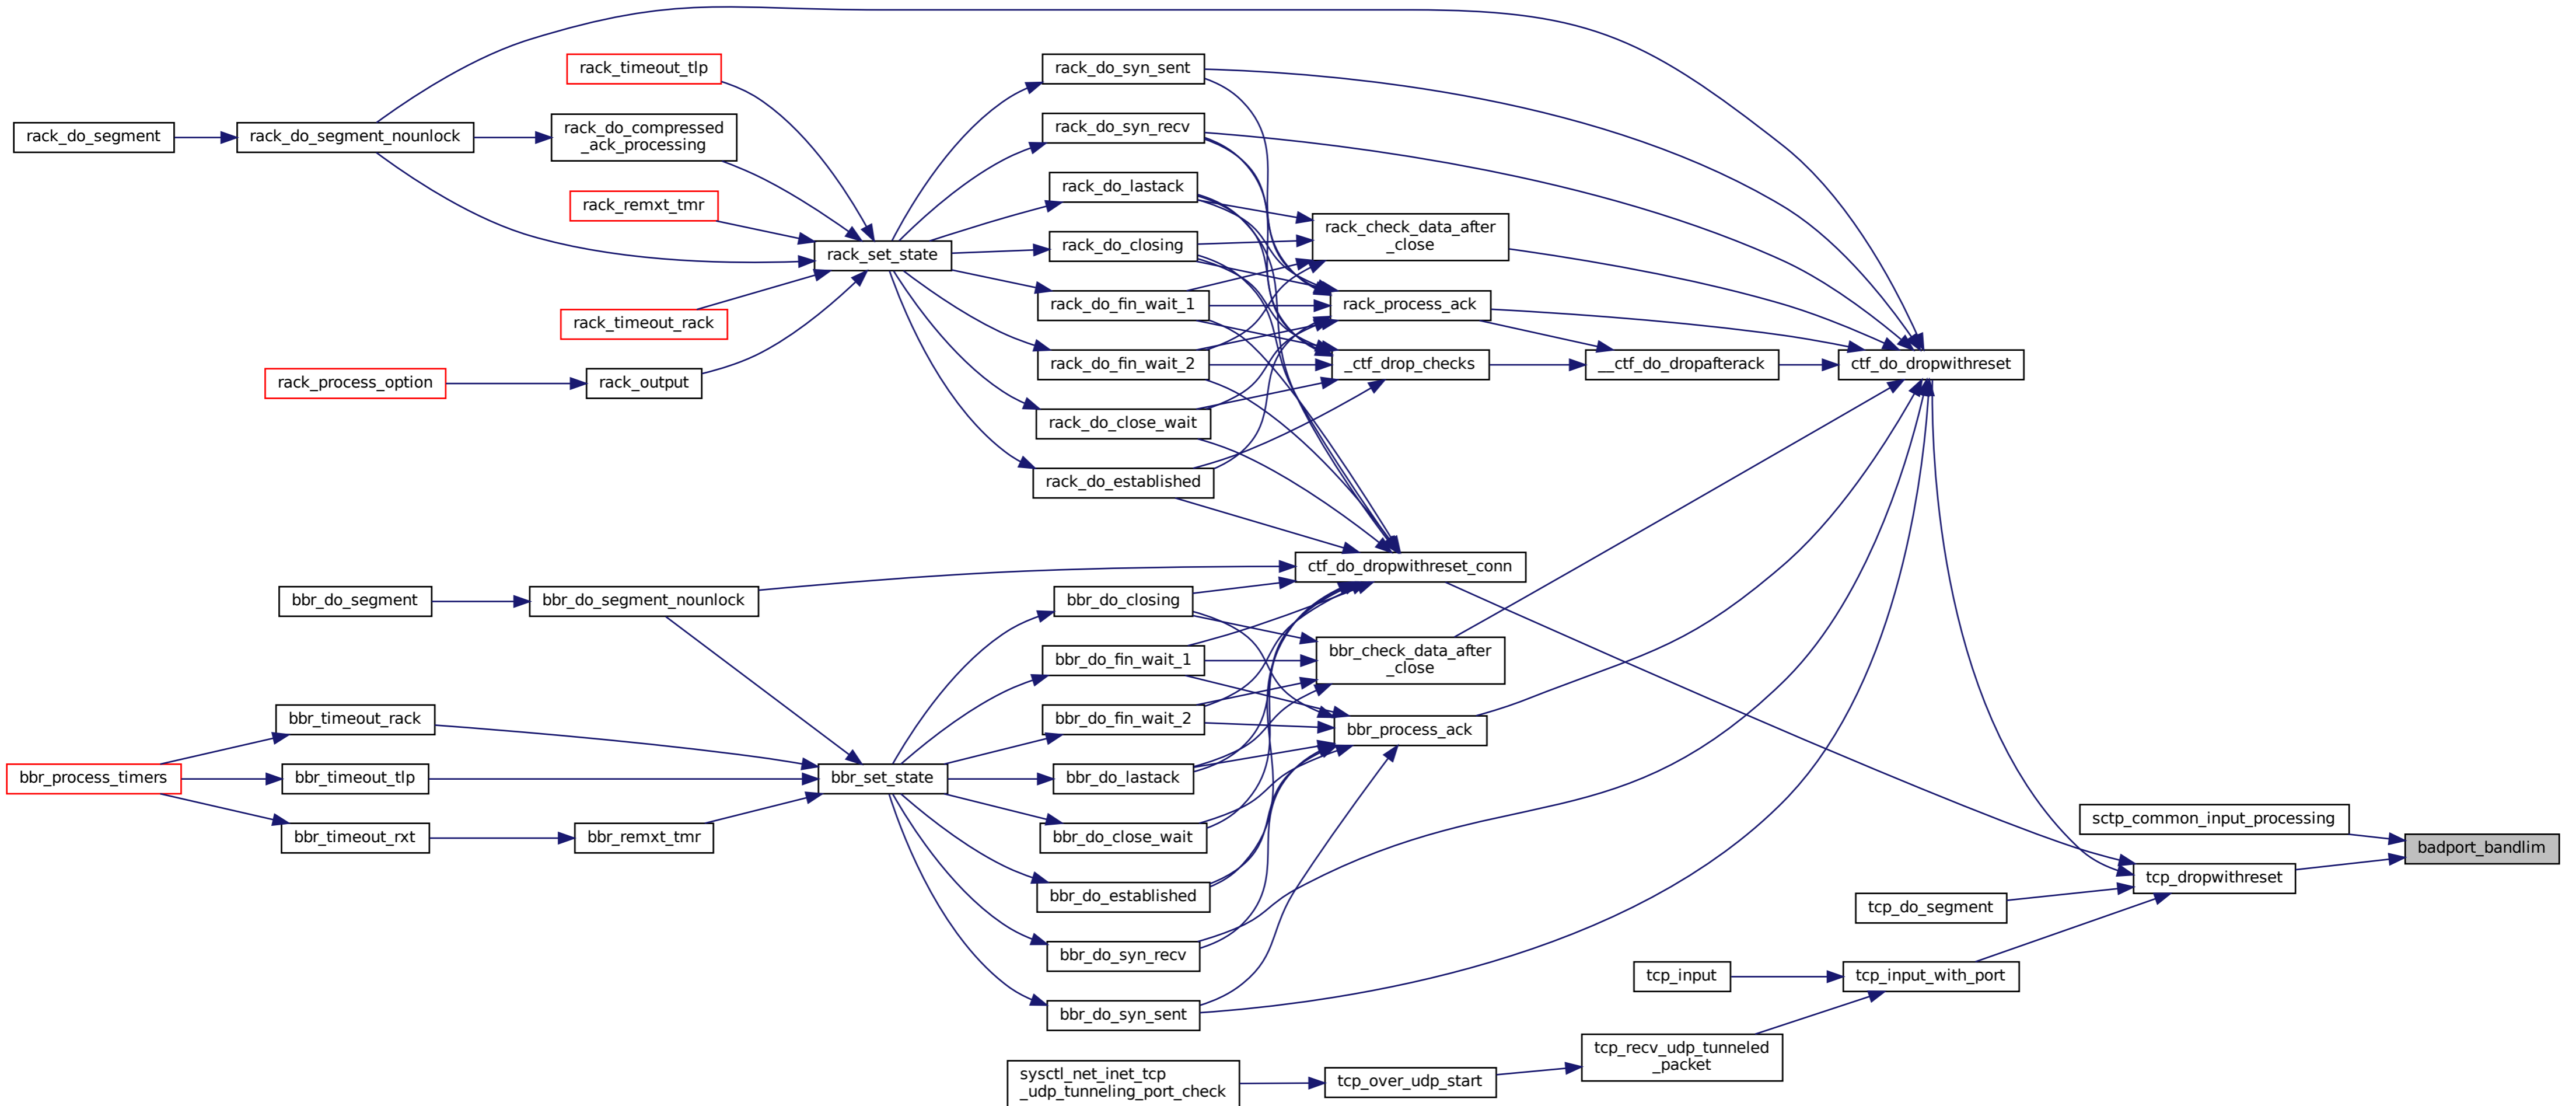 rack_timeout_tlp
rack_do_syn_sent
rack_do_segment
rack_do_segment_nounlock
rack_do_compressed
_ack_processing
rack_do_syn_recv
rack_remxt_tmr
rack_do_lastack
rack_set_state
rack_do_closing
rack_check_data_after
_close
rack_timeout_rack
rack_do_fin_wait_1
rack_process_ack
rack_process_option
rack_output
rack_do_fin_wait_2
_ctf_drop_checks
__ctf_do_dropafterack
ctf_do_dropwithreset
rack_do_close_wait
rack_do_established
ctf_do_dropwithreset_conn
bbr_do_segment
bbr_do_segment_nounlock
bbr_do_closing
bbr_do_fin_wait_1
bbr_check_data_after
_close
bbr_timeout_rack
bbr_do_fin_wait_2
bbr_process_ack
bbr_process_timers
bbr_timeout_tlp
bbr_set_state
bbr_do_lastack
bbr_timeout_rxt
bbr_remxt_tmr
bbr_do_close_wait
sctp_common_input_processing
badport_bandlim
bbr_do_established
tcp_dropwithreset
tcp_do_segment
bbr_do_syn_recv
tcp_input
tcp_input_with_port
bbr_do_syn_sent
tcp_recv_udp_tunneled
_packet
sysctl_net_inet_tcp
_udp_tunneling_port_check
tcp_over_udp_start